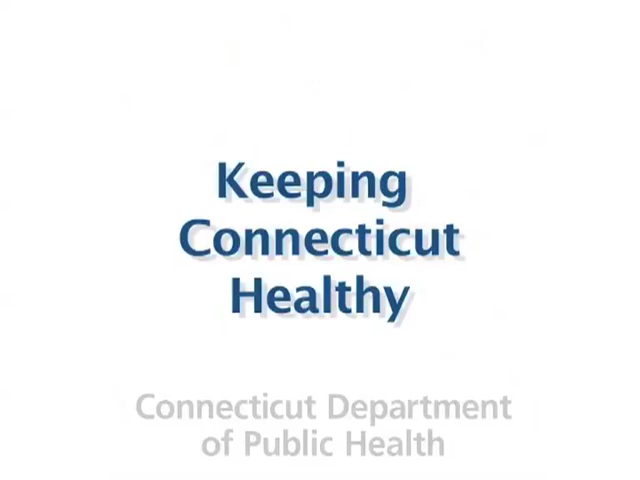 Keeping
Connecticut
Healthy
Connecticut Department
of Public Health